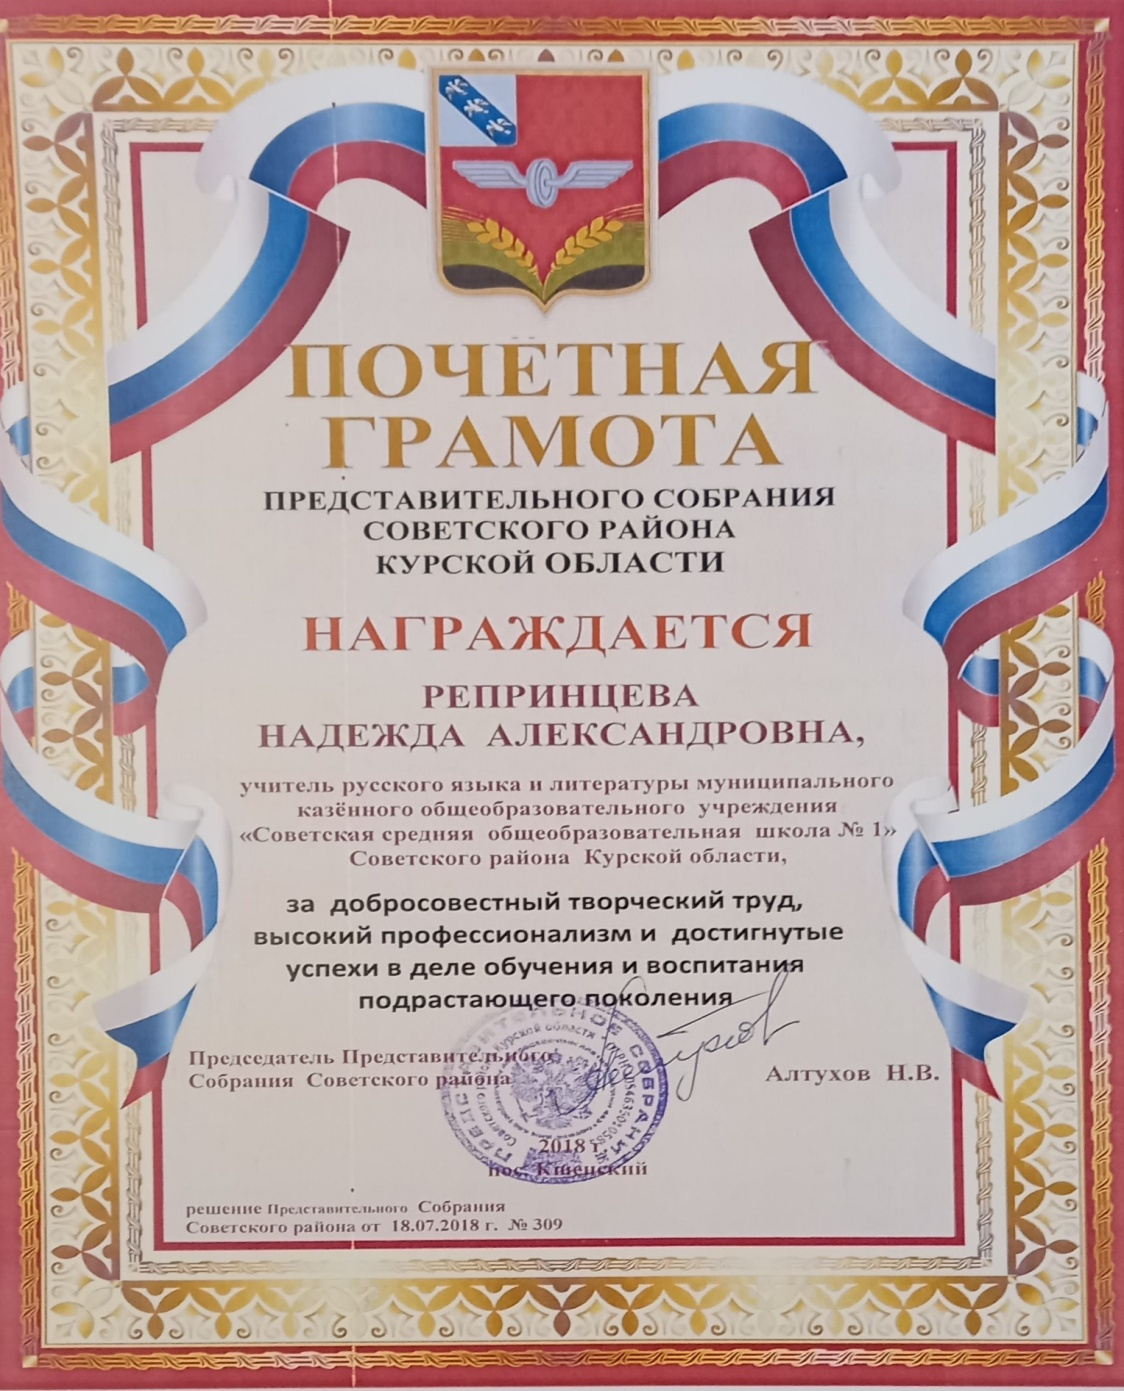 ПОЧЁТНАЯ
ГРАМОТА
ПРЕДСТАВИТЕЛЬНОГО СОБРАНИЯ
СОВЕТСКОГО РАЙОНА
КУРСКОЙ ОБЛАСТИ
НАГРАЖДАЕТСЯ
РЕПРИНЦЕВА
НАДЕЖДА АЛЕКСАНДРОВНА,
учитель русского языка и литературы муниципального
казённого общеобразовательного учреждения
«Советская средняя общеобразовательная школа № 1»
Советского района Курской области,
за добросовестный творческий труд,
высокий профессионализм и достигнутые
успехи в деле обучения и воспитания
подрастающего поколения
Председатель Представительного
Собрания Советского района
Алтухов Н.В.
2018 г.
пос. Кшенский
решение Представительного Собрания
Советского района от 18.07.2018 г. № 309